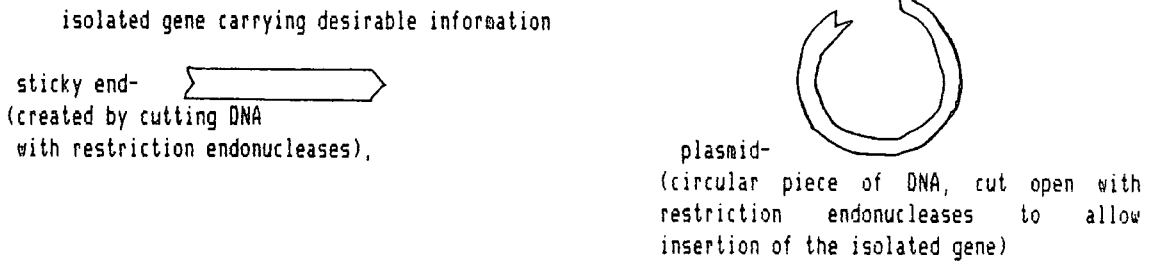 isolated gene carrying desirable information
sticky end-
(created by cutting DNA
with restriction endonucleases),
plasmid-
(circular piece of DNA, cut open with
restriction endonucleases to allow
insertion of the isolated gene)